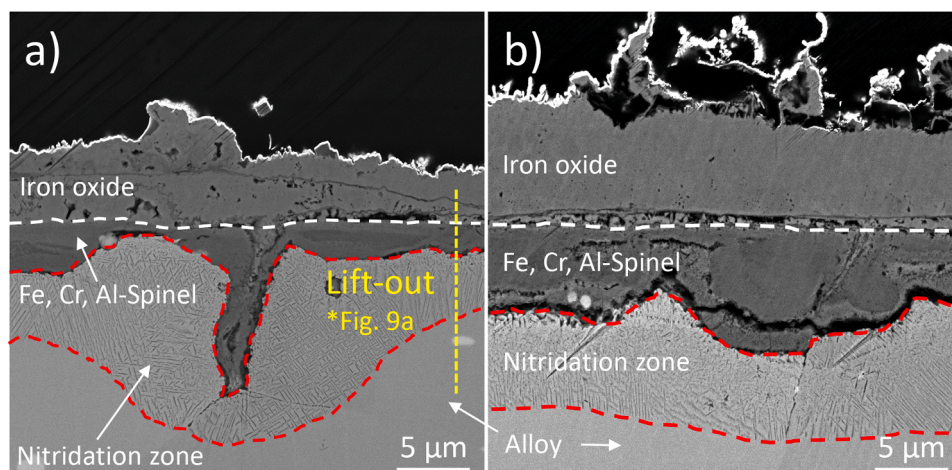 a)
Iron oxide
Fe, Cr, Al-Spinel
Lift-out
*Fig. 9a
Nitridation zone
5 µm
b)
Iron oxide
Fe, Cr, Al-Spinel
Nitridation zone
Alloy
5 µm